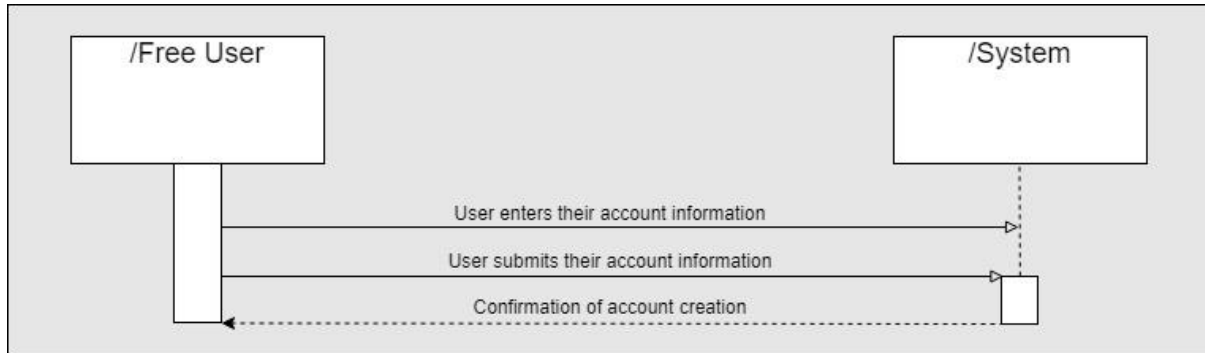 /Free User
/System
User enters their account information
User submits their account information
Confirmation of account creation